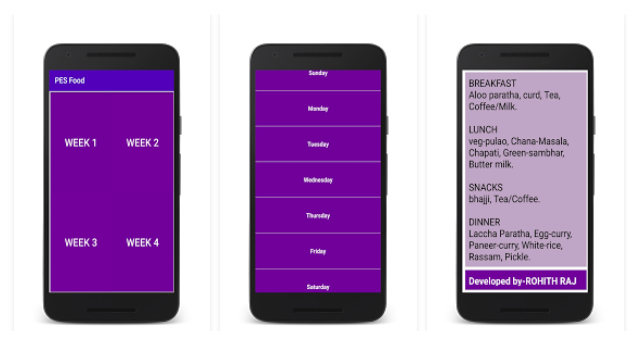 PES Food
WEEK 1 WEEK 2
WEEK 3 WEEK 4
Sunday
Monday
Tuesday
Wednesday
Thursday
Friday
Saturday
BREAKFAST
Aloo paratha, curd, Tea,
Coffee/Milk.
LUNCH
veg-pulao, Chana-Masala,
Chapati, Green-sambhar,
Butter milk.
SNACKS
bhajji, Tea/Coffee.
DINNER
Laccha Paratha, Egg-curry,
Paneer-curry, White-rice,
Rassam, Pickle.
Developed by-ROHITH RAJ